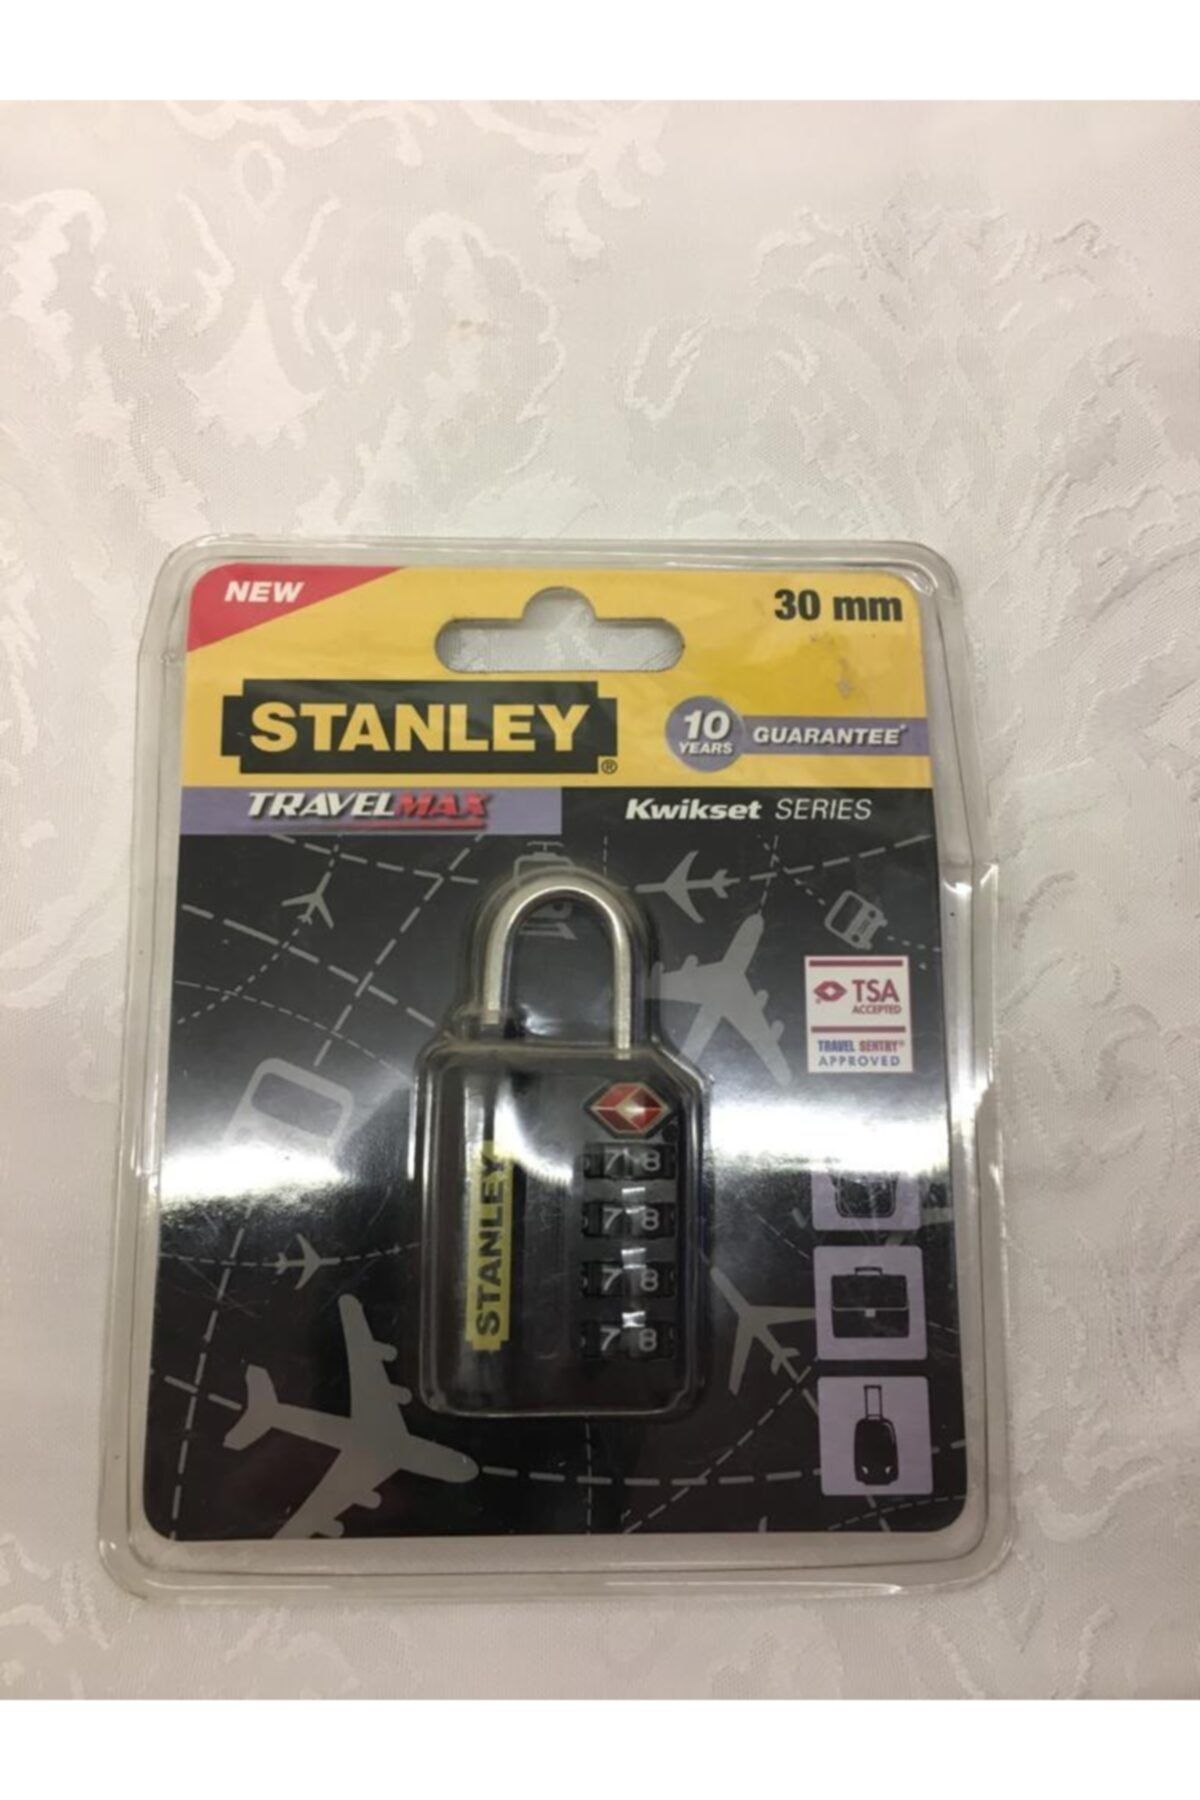 NEW
30 mm
STANLEY®
10 YEARS
GUARANTEE*
TRAVELMAX
Kwikset SERIES
TSA
ACCEPTED
TRAVEL SENTRY®
APPROVED
7 8
7 8
7 8
7 8
STANLEY